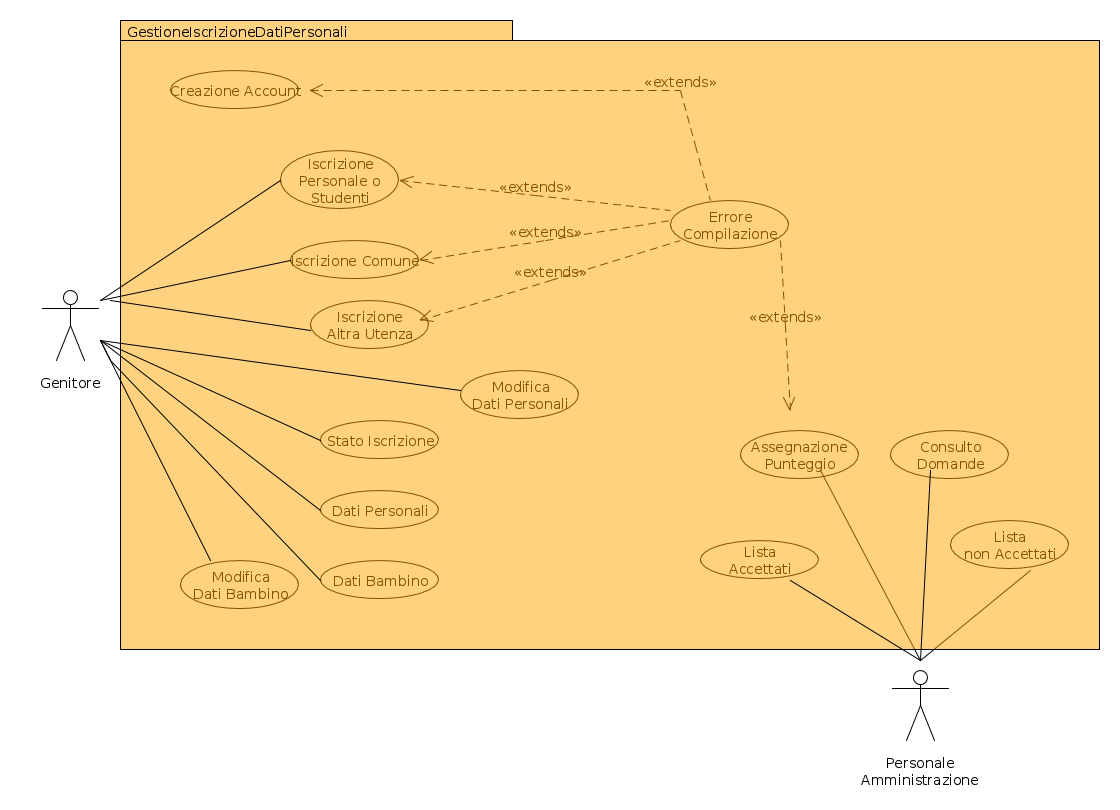 GestioneIscrizioneDatiPersonali
«extends»
Creazione Account
Iscrizione
Personale o
Studenti
«extends»
Errore
Compilazione
«extends»
Iscrizione Comune
«extends»
Iscrizione
Altra Utenza
«extends»
Genitore
Modifica
Dati Personali
Stato Iscrizione
Assegnazione
Punteggio
Consulto
Domande
Dati Personali
Lista
non Accettati
Lista
Accettati
Modifica
Dati Bambino
Dati Bambino
Personale
Amministrazione